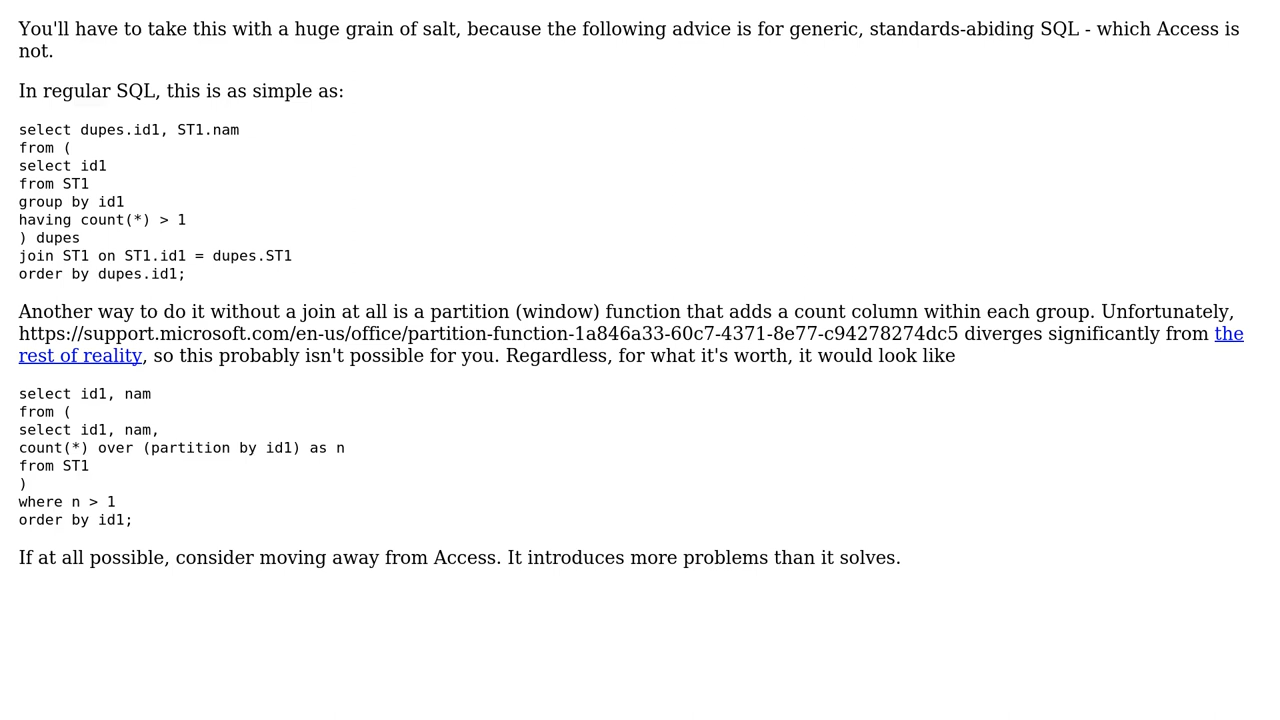 You'll have to take this with a huge grain of salt, because the following advice is for generic, standards-abiding SQL - which Access is
not.
In regular SQL, this is as simple as:
select dupes.id1, ST1.nam
from (
select id1
from ST1
group by id1
having count(*) > 1
) dupes
join ST1 on ST1.id1 = dupes.ST1
order by dupes.id1;
Another way to do it without a join at all is a partition (window) function that adds a count column within each group. Unfortunately,
https://support.microsoft.com/en-us/office/partition-function-1a846a33-60c7-4371-8e77-c94278274dc5 diverges significantly from the
rest of reality, so this probably isn't possible for you. Regardless, for what it's worth, it would look like
select id1, nam
from (
select id1, nam,
count(*) over (partition by id1) as n
from ST1
)
where n > 1
order by id1;
If at all possible, consider moving away from Access. It introduces more problems than it solves.